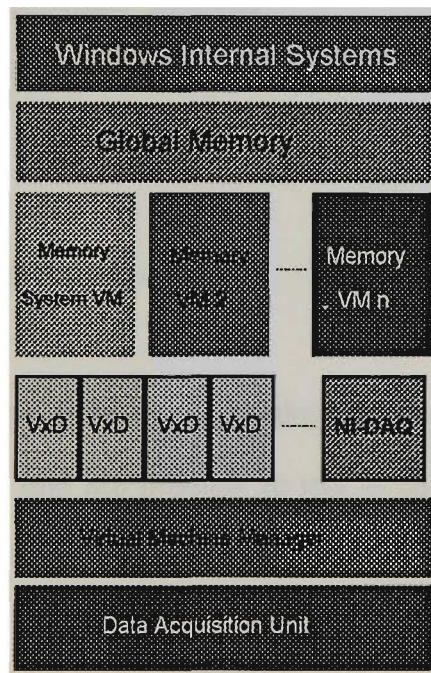 Windows Internal Systems
Global Memory
Memory
System VM
Memory
VM 2
Memory
VM n
VxD VxD VxD VxD NI-DAQ
Virtual Machine Manager
Data Acquisition Unit